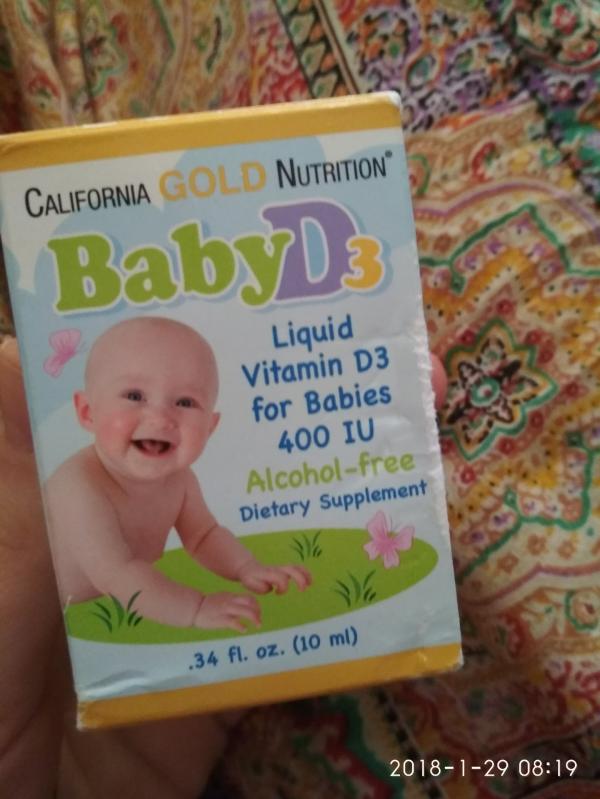 CALIFORNIA GOLD NUTRITION®
BabyD3
Liquid
Vitamin D3
for Babies
400 IU
Alcohol-free
Dietary Supplement
.34 fl. oz. (10 ml)
2018-1-29 08:19